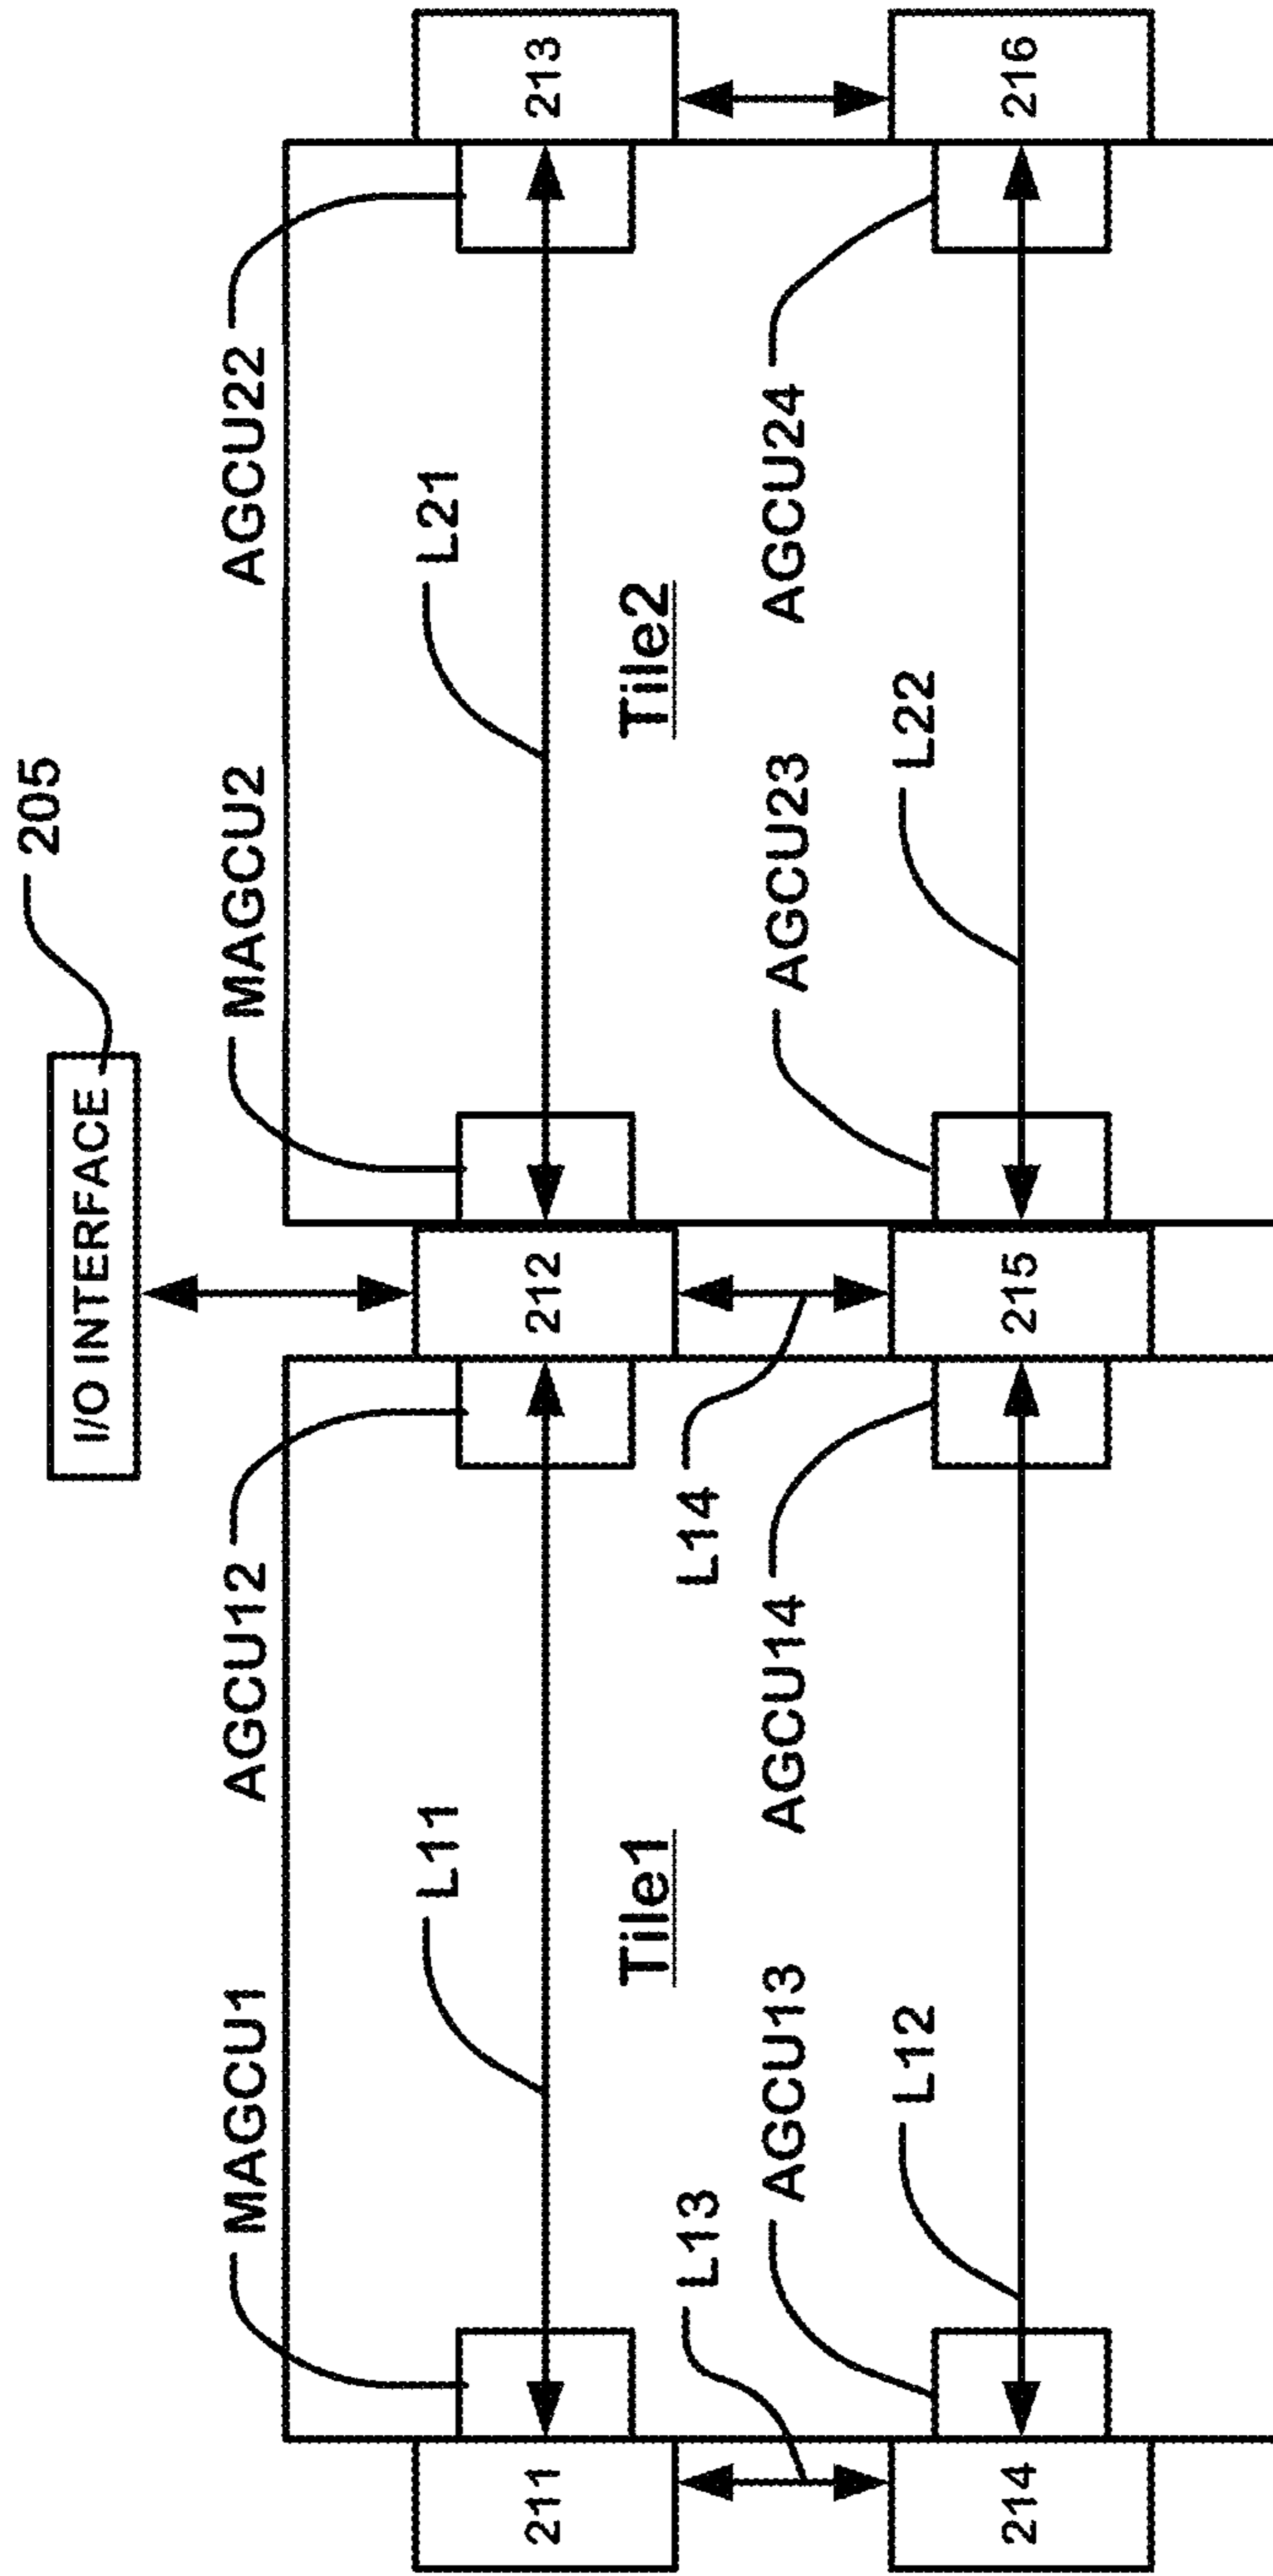 205
I/O INTERFACE
MAGCU1
AGCU12
MAGCU2
AGCU22
L11
L21
211
212
213
Tile1
Tile2
L13
L14
AGCU13
AGCU14
AGCU23
AGCU24
L12
L22
214
215
216